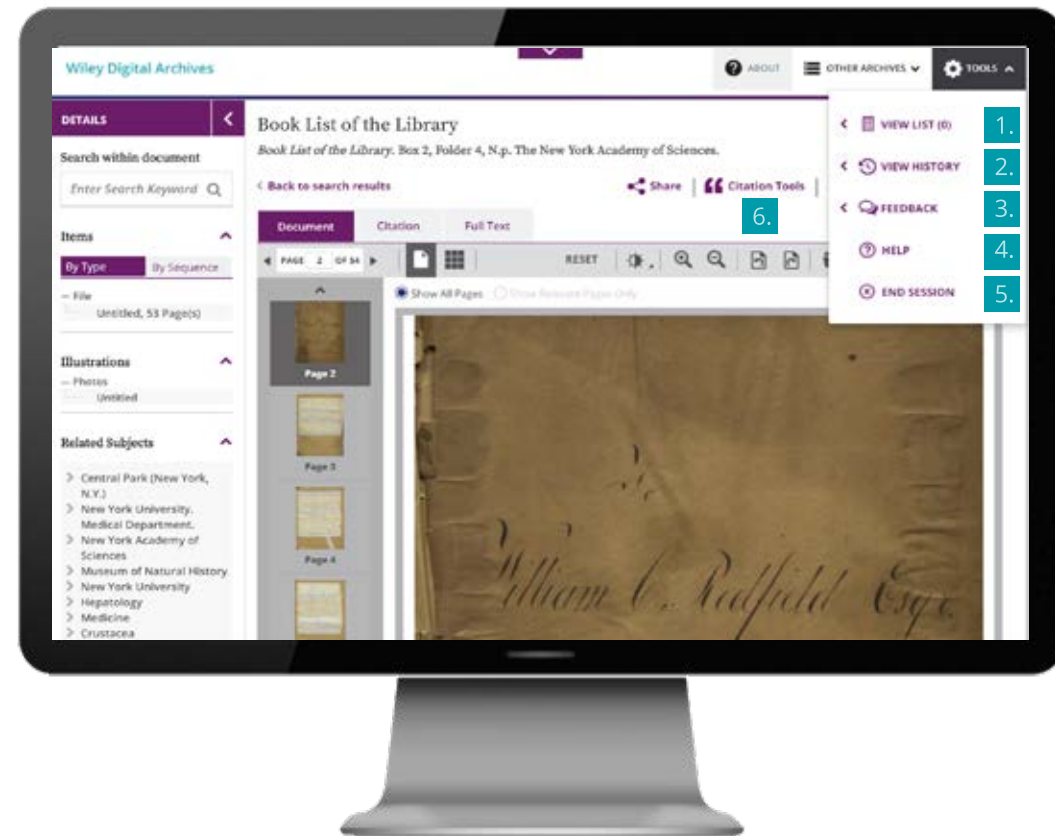 Wiley Digital Archives
ABOUT
OTHER ARCHIVES
TOOLS
DETAILS
Search within document
Enter Search Keyword
Items
By Type By Sequence
File
Untitled, 53 Page(s)
Illustrations
Photos
Untitled
Related Subjects
Central Park (New York,
N.Y.)
New York University.
Medical Department.
New York Academy of
Sciences
Museum of Natural History
New York University
Hepatology
Medicine
Crustacea
Book List of the Library
Book List of the Library. Box 2, Folder 4, N.p. The New York Academy of Sciences.
Back to search results
Share | Citation Tools |
6.
Document Citation Full Text
PAGE 2 OF 54
RESET
Show All Pages Show Relevant Pages Only
Page 2
Page 3
Page 4
William C. Redfield Esqr.
VIEW LIST (0) 1.
VIEW HISTORY 2.
FEEDBACK 3.
HELP 4.
END SESSION 5.